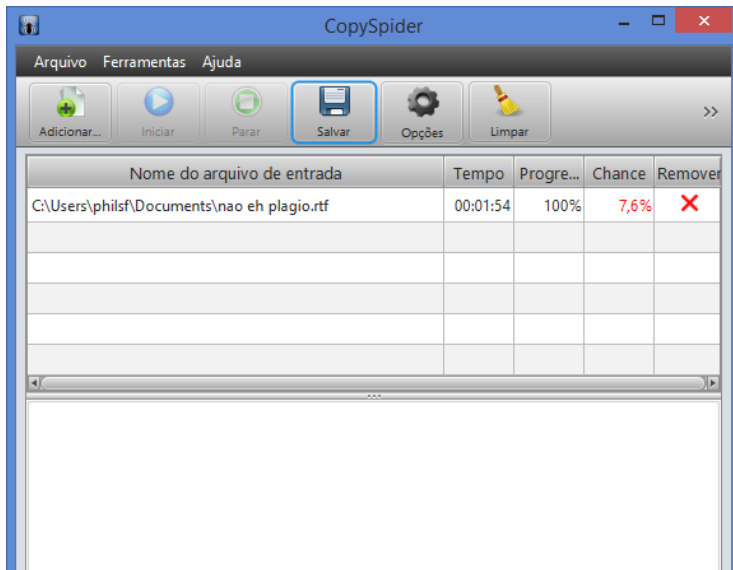 CopySpider
Arquivo Ferramentas Ajuda
Adicionar... Iniciar Parar Salvar Opções Limpar >>
Nome do arquivo de entrada Tempo Progre... Chance Remover
C:\Users\philsf\Documents\nao eh plagio.rtf 00:01:54 100% 7,6%